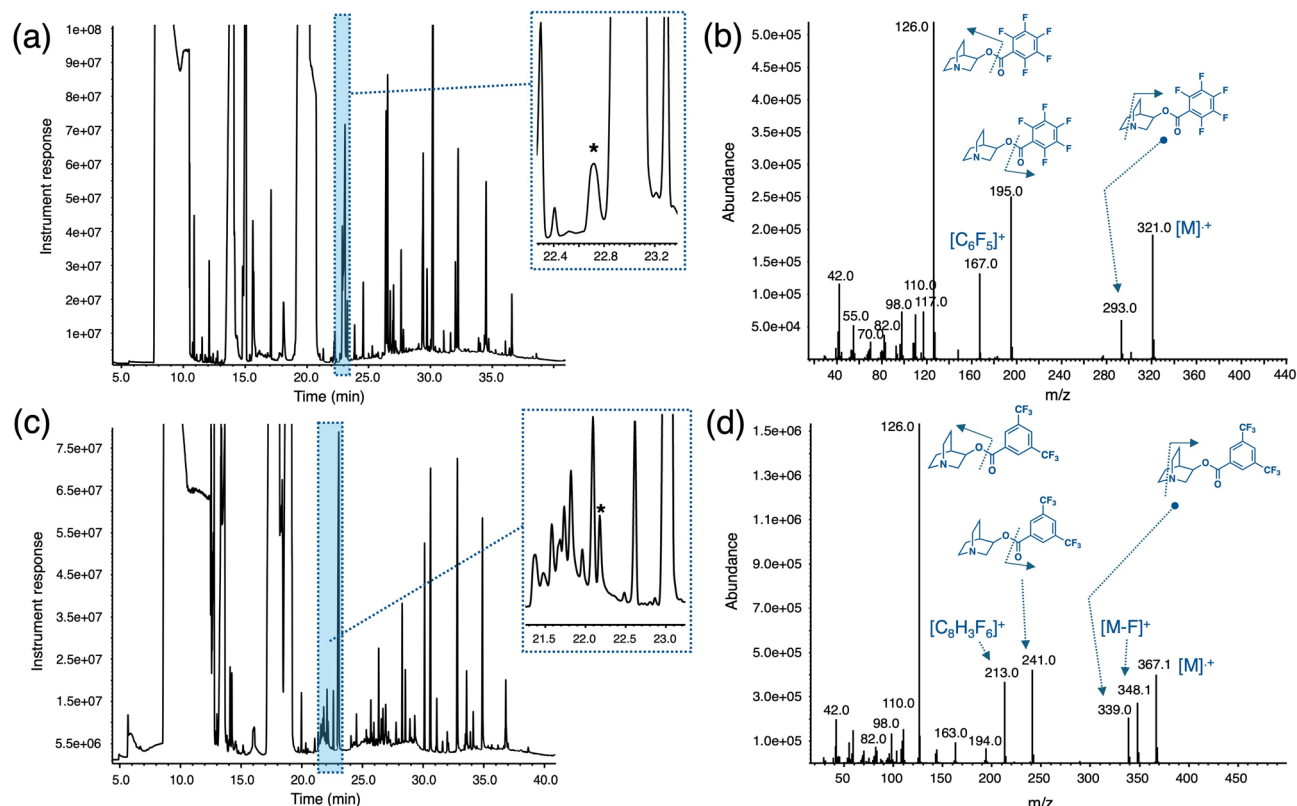 (a)
Instrument response
1e+08
9e+07
8e+07
7e+07
6e+07
5e+07
4e+07
3e+07
2e+07
1e+07
5.0 10.0 15.0 20.0 25.0 30.0 35.0
Time (min)
*
22.4 22.8 23.2
(b)
Abundance
5.0e+05
4.5e+05
4.0e+05
3.5e+05
3.0e+05
2.5e+05
2.0e+05
1.5e+05
1.0e+05
5.0e+04
126.0
N O O F F F F F
N O O F F F F F
N O O F F F F F
195.0
[C6F5]+
167.0
321.0 [M].+
293.0
42.0
55.0
70.0
82.0
98.0
110.0
117.0
40 80 120 160 200 240 280 320 360 400 440
m/z
(c)
Instrument response
7.5e+07
6.5e+07
5.5e+07
4.5e+07
3.5e+07
2.5e+07
1.5e+07
5.5e+06
5.0 10.0 15.0 20.0 25.0 30.0 35.0 40.0
Time (min)
*
21.5 22.0 22.5 23.0
(d)
Abundance
1.5e+06
1.3e+06
1.1e+06
9.0e+05
7.0e+05
5.0e+05
3.0e+05
1.0e+05
126.0
N O O CF3 CF3
N O O CF3 CF3
N O O CF3 CF3
[C8H3F6]+
[M-F]+
213.0
241.0
367.1 [M].+
348.1
339.0
42.0
82.0
98.0
110.0
163.0
194.0
50 100 150 200 250 300 350 400 450
m/z